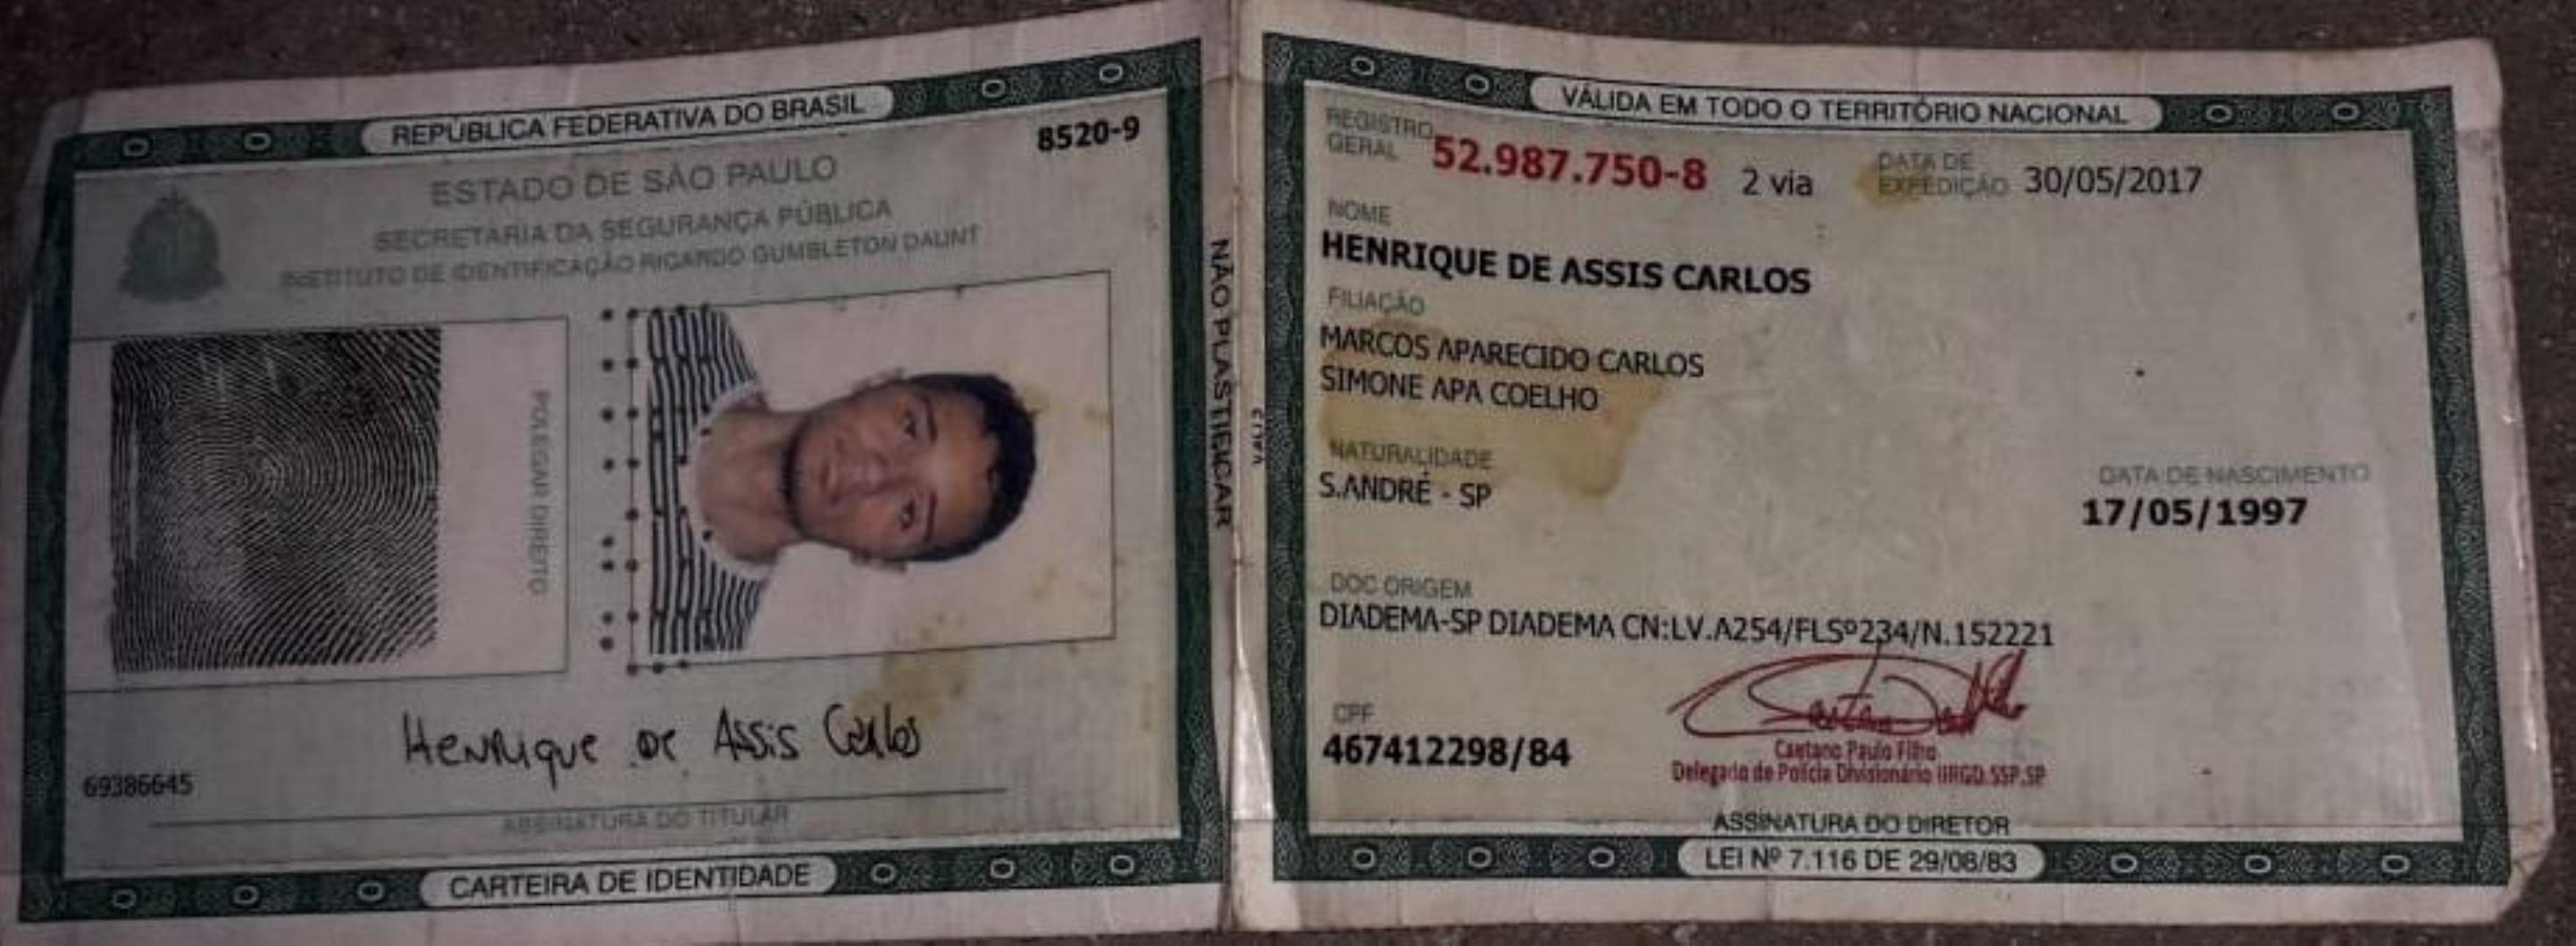 REPÚBLICA FEDERATIVA DO BRASIL
8520-9
ESTADO DE SÃO PAULO
SECRETARIA DA SEGURANÇA PÚBLICA
INSTITUTO DE IDENTIFICAÇÃO RICARDO GUMBLETON DAUNT
POLEGAR DIREITO
Henrique de Assis Carlos
69386645
ASSINATURA DO TITULAR
CARTEIRA DE IDENTIDADE
NÃO PLASTIFICAR
VÁLIDA EM TODO O TERRITÓRIO NACIONAL
REGISTRO GERAL 52.987.750-8 2 via DATA DE EXPEDIÇÃO 30/05/2017
NOME
HENRIQUE DE ASSIS CARLOS
FILIAÇÃO
MARCOS APARECIDO CARLOS
SIMONE APA COELHO
NATURALIDADE
S.ANDRÉ - SP
DATA DE NASCIMENTO
17/05/1997
DOC ORIGEM
DIADEMA-SP DIADEMA CN:LV.A254/FLSº234/N.152221
CPF
467412298/84
Caetano Paulo Filho
Delegado de Polícia Divisionário IIRGD.SSP.SP
ASSINATURA DO DIRETOR
LEI Nº 7.116 DE 29/08/83